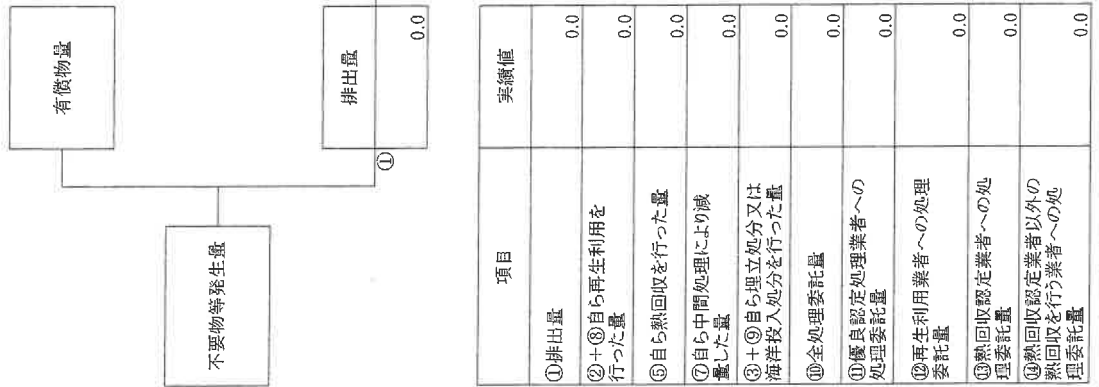 有償物量
不要物等発生量
排出量
①
0.0
項目
実績値
①排出量
0.0
②+⑧自ら再生利用を
行った量
0.0
⑤自ら熱回収を行った量
0.0
⑦自ら中間処理により減
量した量
0.0
③+⑨自ら埋立処分又は
海洋投入処分を行った量
0.0
⑩全処理委託量
0.0
⑪優良認定処理業者への
処理委託量
0.0
⑫再生利用業者への処理
委託量
0.0
⑬熱回収認定業者への処
理委託量
0.0
⑭熱回収認定業者以外の
熱回収を行う業者への処
理委託量
0.0